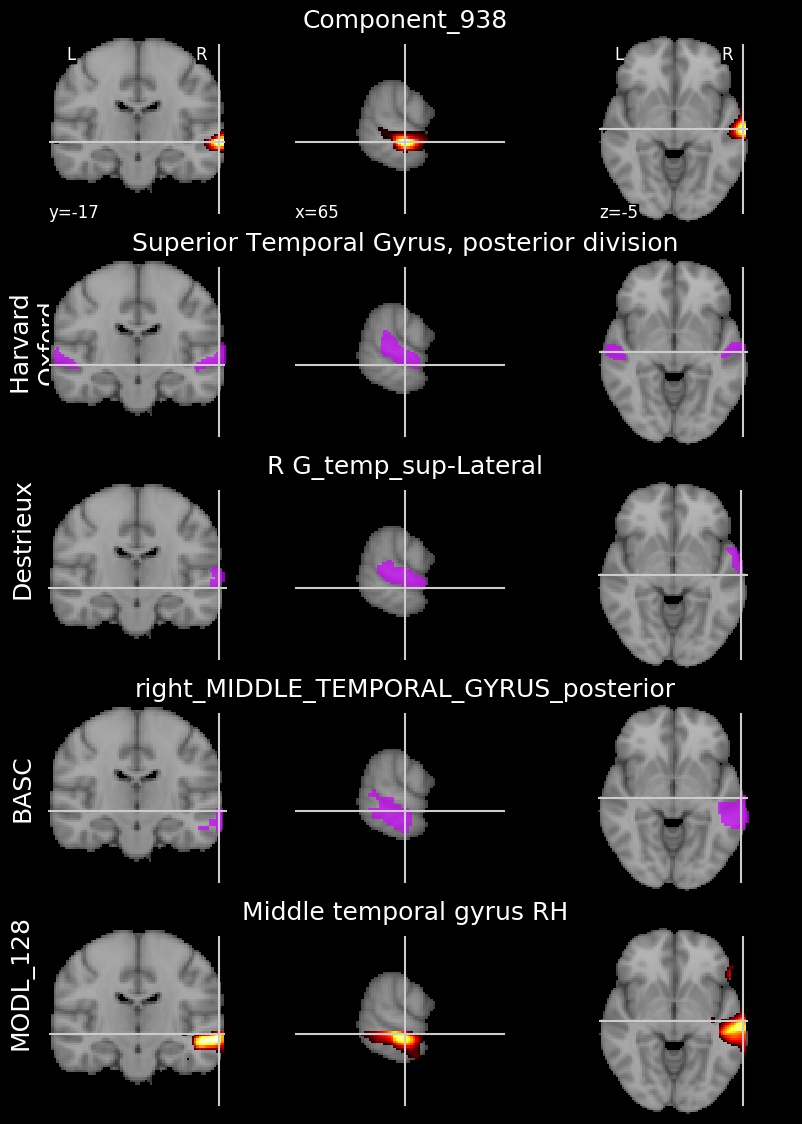 Component_938
L R L R
y=-17 x=65 z=-5
Superior Temporal Gyrus, posterior division
Harvard
Oxford
R G_temp_sup-Lateral
Destrieux
right_MIDDLE_TEMPORAL_GYRUS_posterior
BASC
Middle temporal gyrus RH
MODL_128